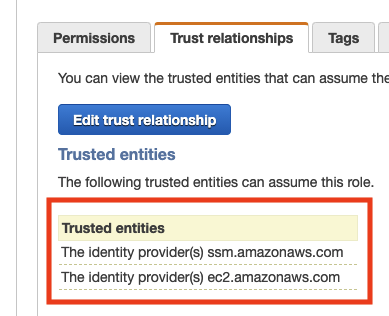 Permissions
Trust relationships
Tags
You can view the trusted entities that can assume the
Edit trust relationship
Trusted entities
The following trusted entities can assume this role.
Trusted entities
The identity provider(s) ssm.amazonaws.com
The identity provider(s) ec2.amazonaws.com